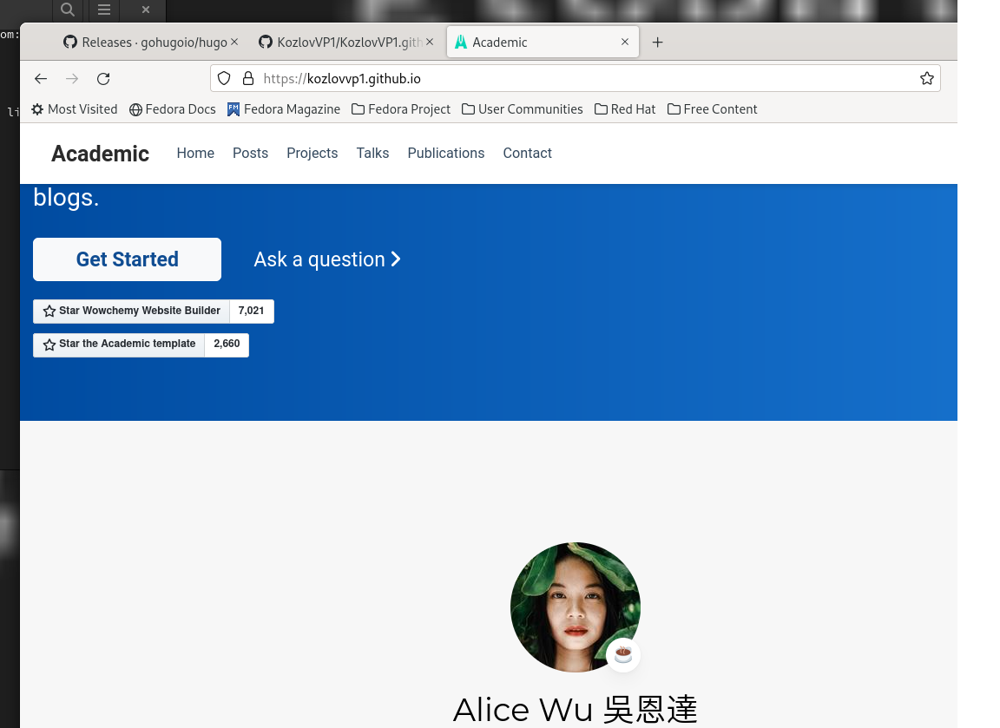 om:
Releases · gohugoio/hugo
KozlovVP1/KozlovVP1.gith
Academic
https://kozlovvp1.github.io
li
Most Visited Fedora Docs Fedora Magazine Fedora Project User Communities Red Hat Free Content
Academic Home Posts Projects Talks Publications Contact
blogs.
Get Started Ask a question
Star Wowchemy Website Builder 7,021
Star the Academic template 2,660
Alice Wu 吳恩達